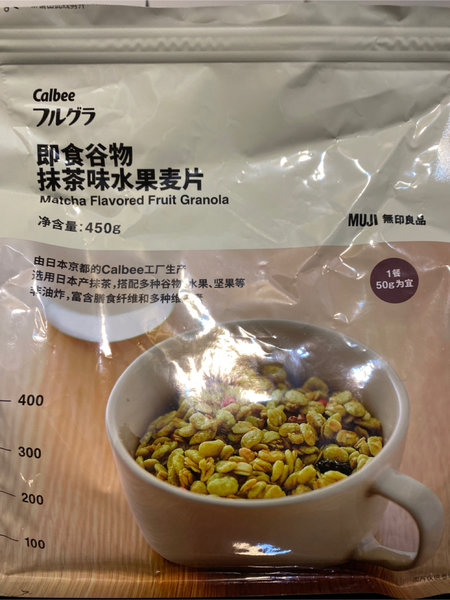 Calbee
フルグラ
即食谷物
抹茶味水果麦片
Matcha Flavored Fruit Granola
净含量:450g
MUJI 無印良品
由日本京都的Calbee工厂生产
选用日本产抹茶,搭配多种谷物、水果、坚果等
非油炸,富含膳食纤维和多种维
1餐
50g为宜
400
300
200
100